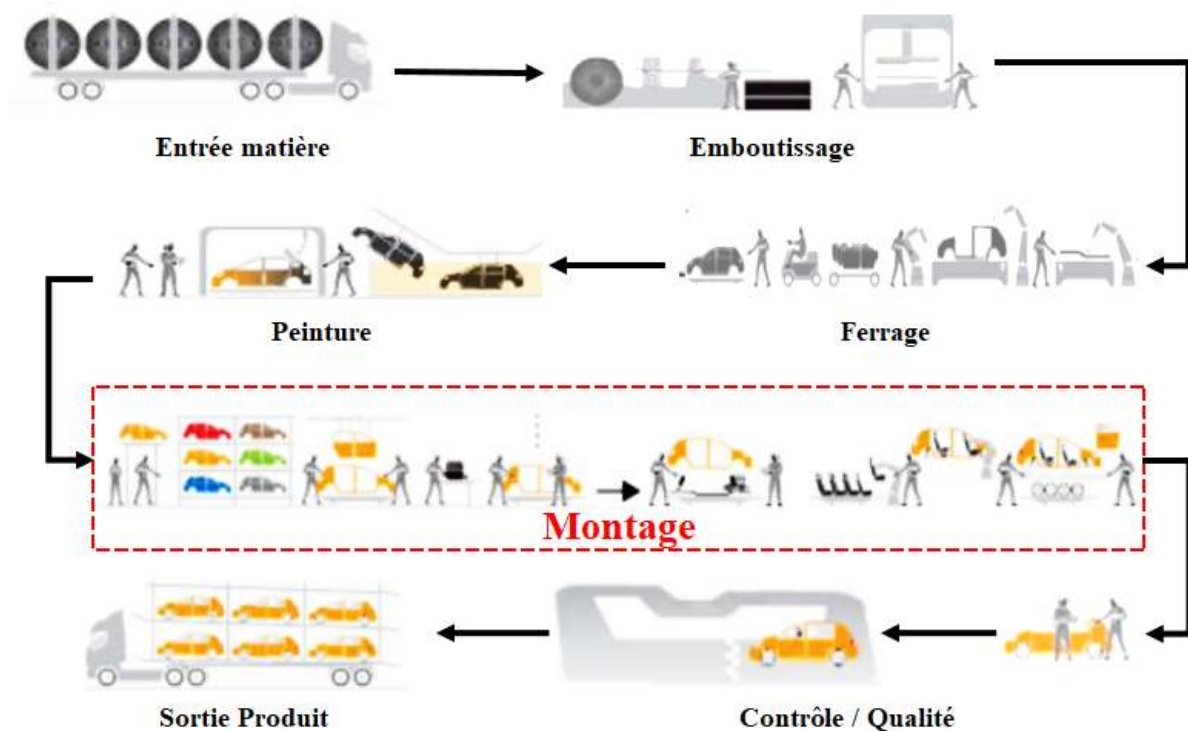 Entrée matière
Emboutissage
Peinture
Ferrage
Montage
Sortie Produit
Contrôle / Qualité